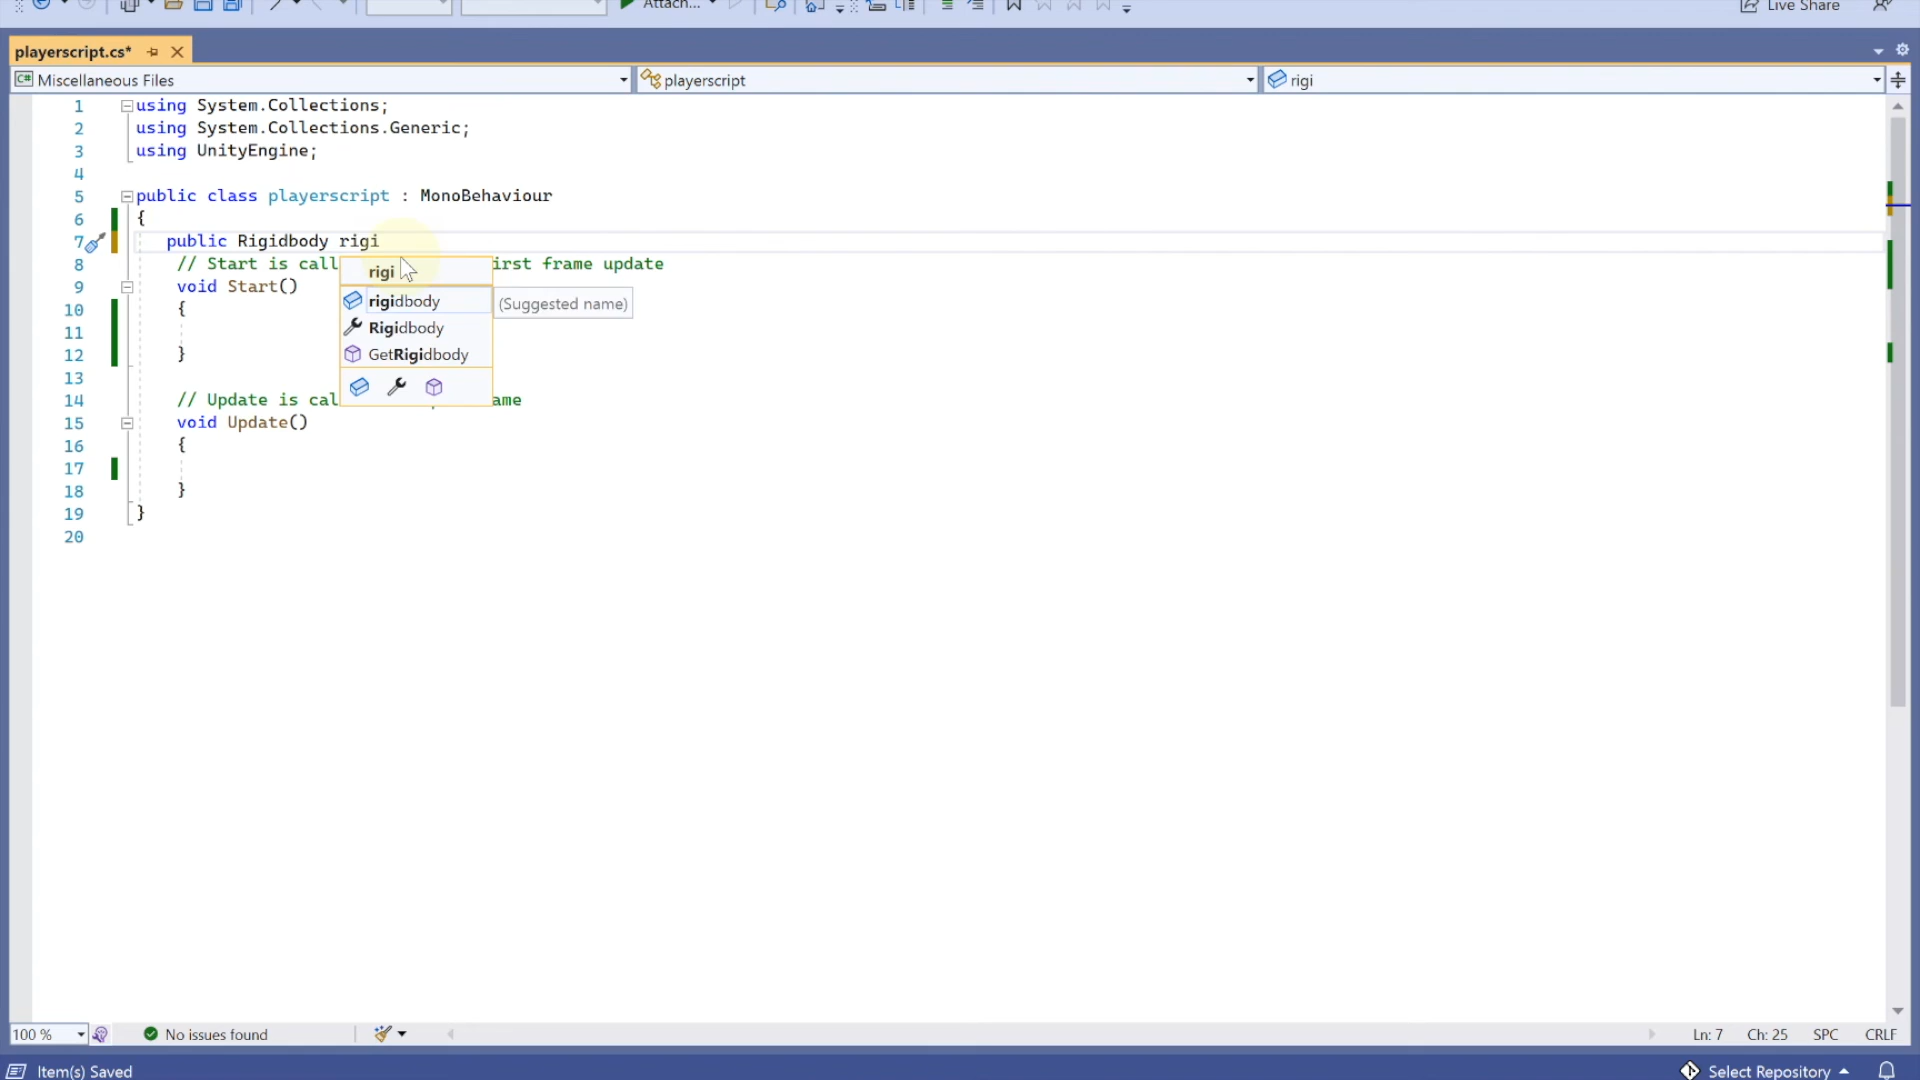 Attach...
Live Share
playerscript.cs*
C# Miscellaneous Files
playerscript
rigi
1 using System.Collections;
2 using System.Collections.Generic;
3 using UnityEngine;
4
5 public class playerscript : MonoBehaviour
6 {
7 public Rigidbody rigi
8 // Start is call irst frame update
9 void Start()
10 {
11
12 }
13
14 // Update is cal ame
15 void Update()
16 {
17
18 }
19 }
20
rigi
rigidbody
(Suggested name)
Rigidbody
GetRigidbody
100 %
No issues found
Ln: 7
Ch: 25
SPC
CRLF
Item(s) Saved
Select Repository